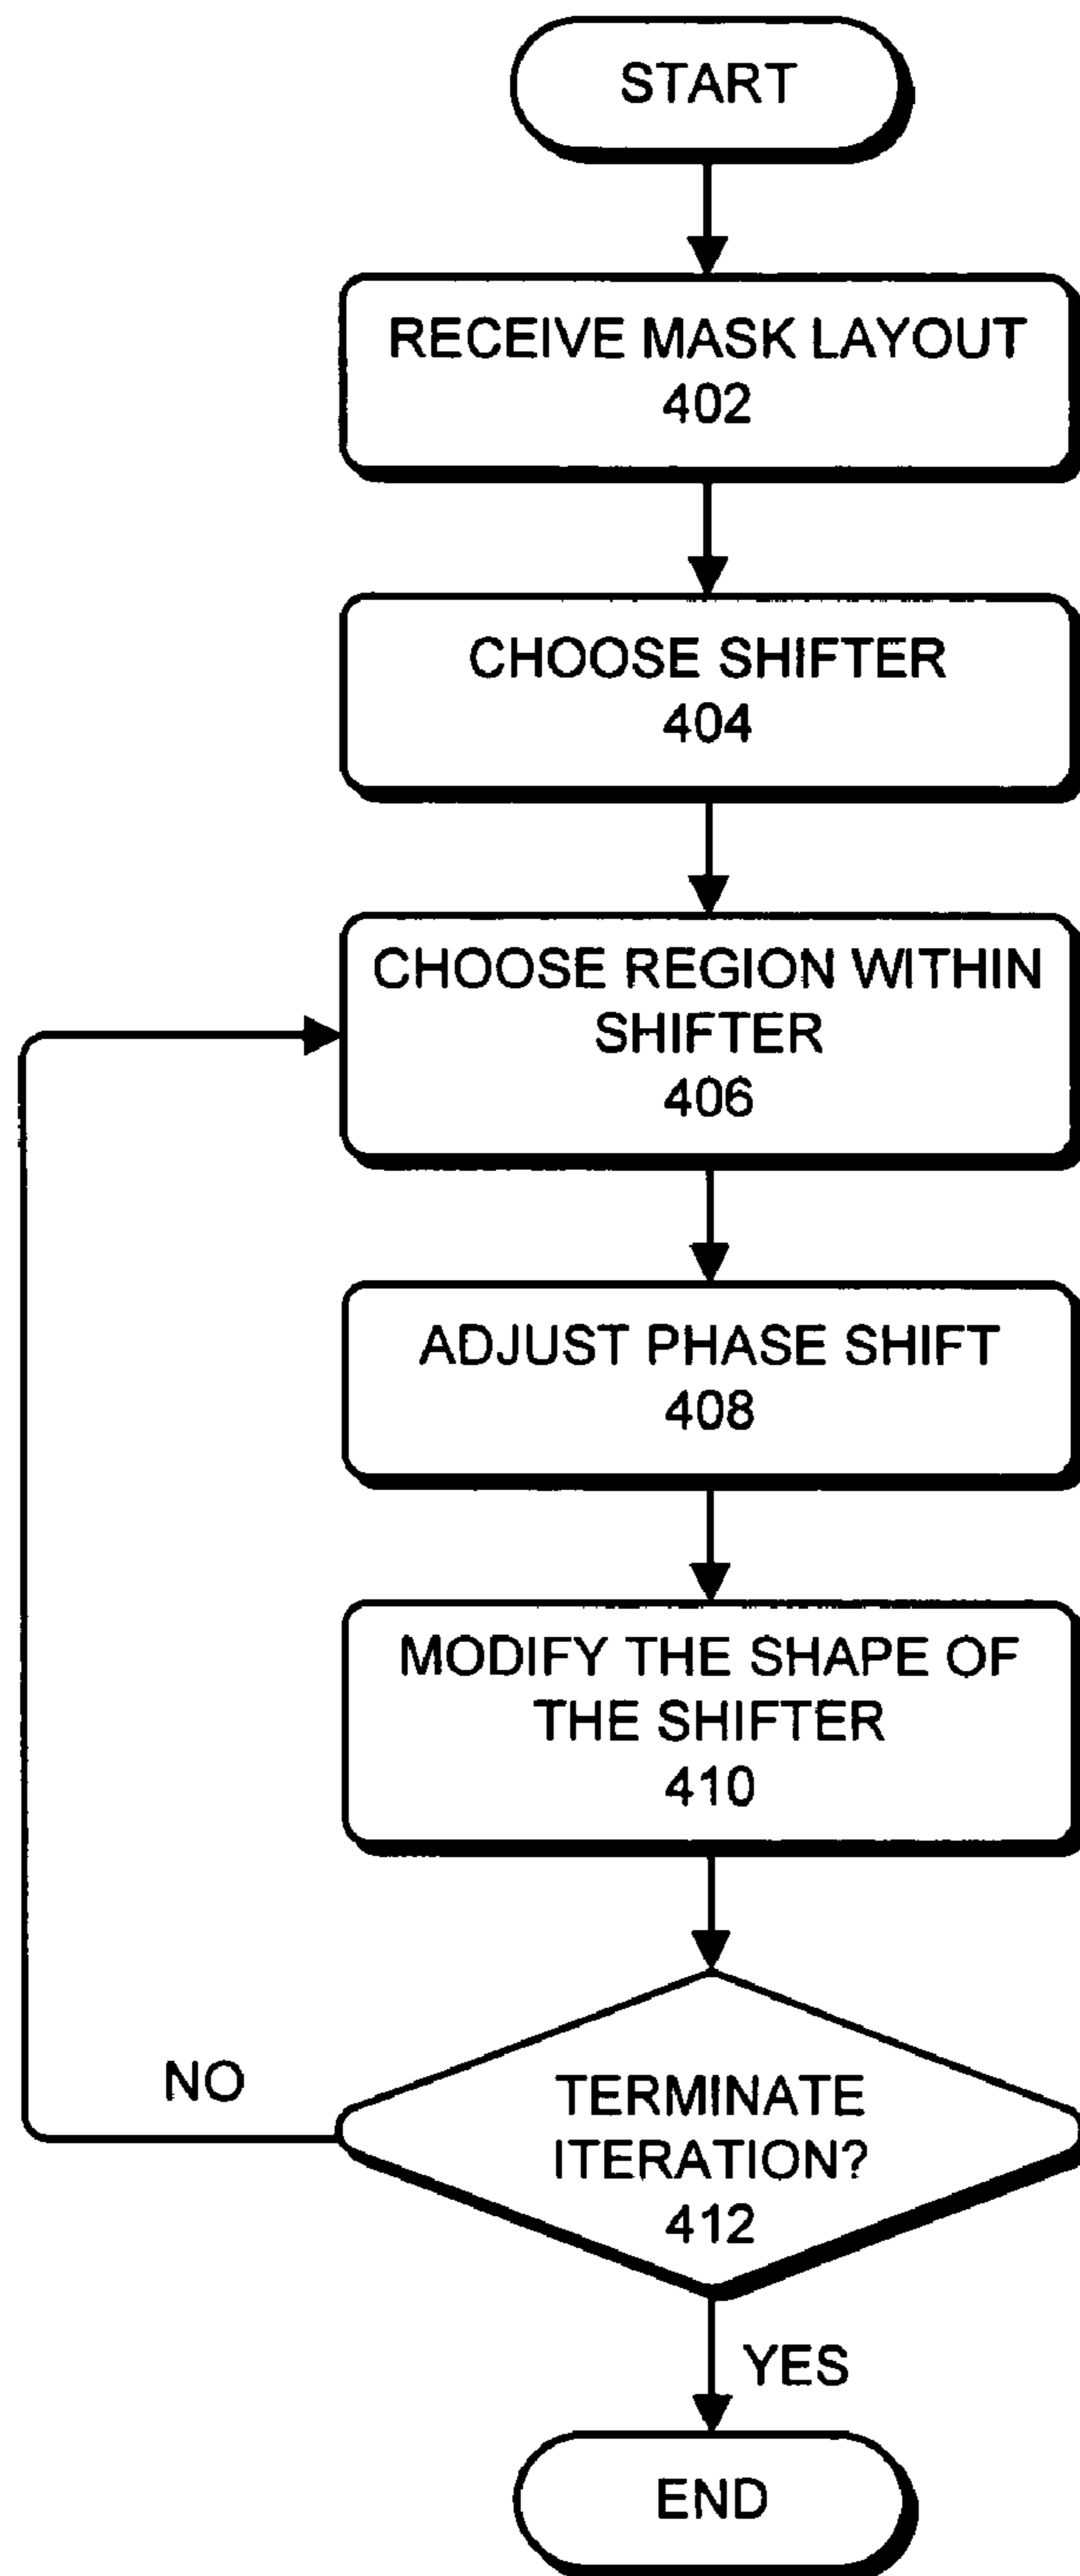 START
RECEIVE MASK LAYOUT
402
CHOOSE SHIFTER
404
CHOOSE REGION WITHIN
SHIFTER
406
ADJUST PHASE SHIFT
408
MODIFY THE SHAPE OF
THE SHIFTER
410
NO
TERMINATE
ITERATION?
412
YES
END